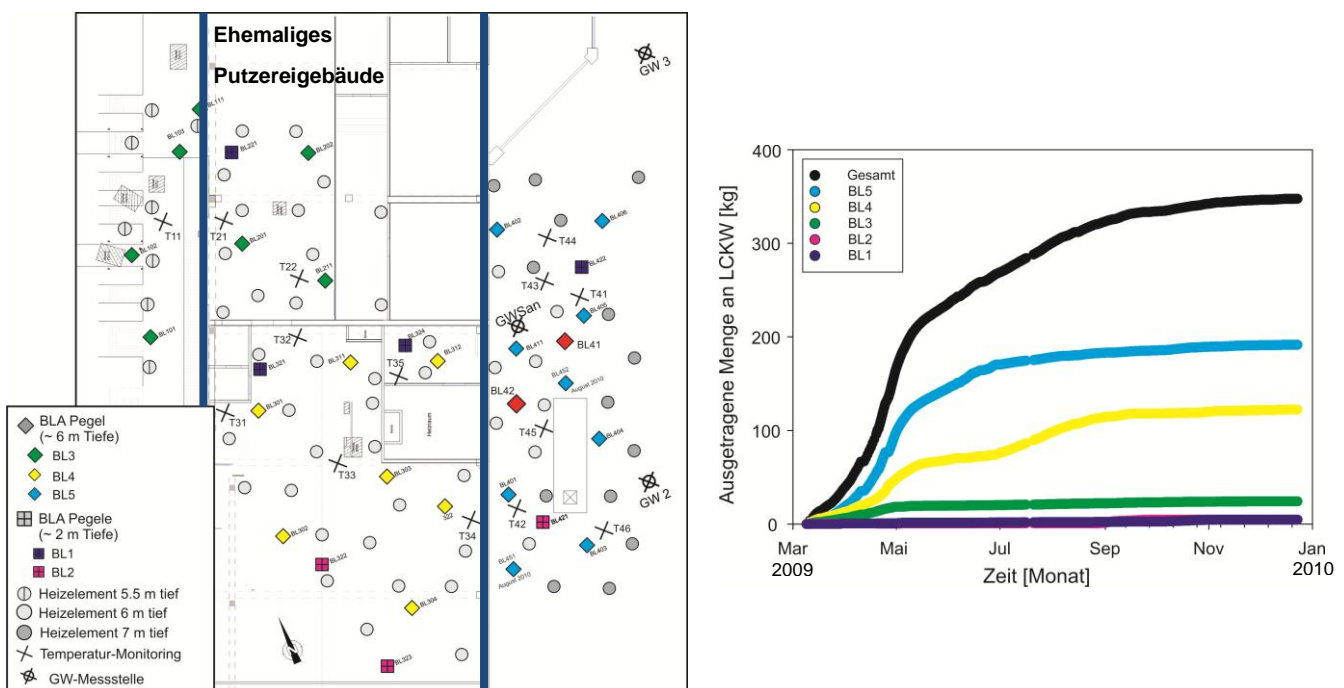 Ehemaliges
Putzereigebäude
GW 3
BL111
BL103
BL221
BL202
T11
T21
BL402
BL406
T44
BL102
BL201
BL422
T22
BL211
T43
T41
BL405
GWSan
BL101
T32
BL324
BL411
BL41
BL311
BL312
BL321
T35
BL452
August 2010
BL42
BL301
T31
Heizraum
T45
BL404
T33
BL303
GW 2
BL401
322
T42
BL421
T46
T34
BL302
BL403
BL322
BL451
August 2010
BL304
BL323
BLA Pegel
(~ 6 m Tiefe)
BL3
BL4
BL5
BLA Pegele
(~ 2 m Tiefe)
BL1
BL2
Heizelement 5.5 m tief
Heizelement 6 m tief
Heizelement 7 m tief
Temperatur-Monitoring
GW-Messstelle
Ausgetragene Menge an LCKW [kg]
400
300
200
100
0
Gesamt
BL5
BL4
BL3
BL2
BL1
Mar Mai Jul Sep Nov Jan
2009 2010
Zeit [Monat]